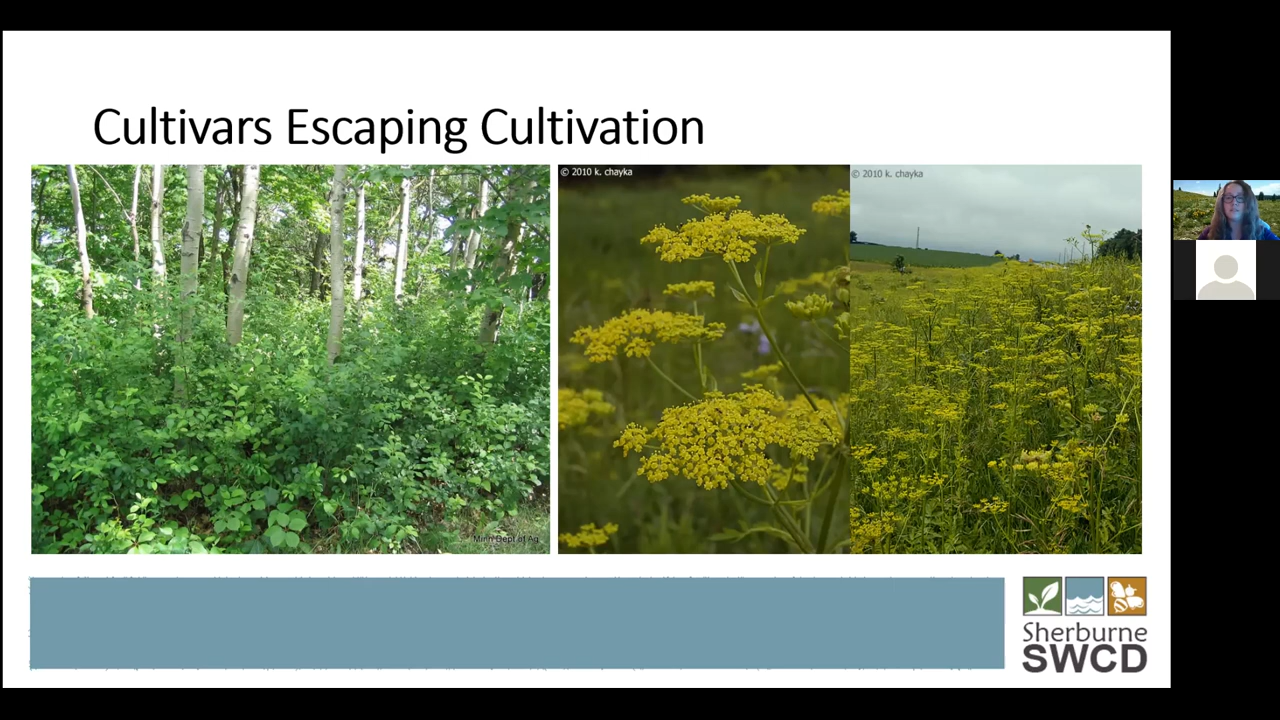 Cultivars Escaping Cultivation
© 2010 k. chayka
© 2010 k. chayka
Minn Dept of Ag
Sherburne
SWCD